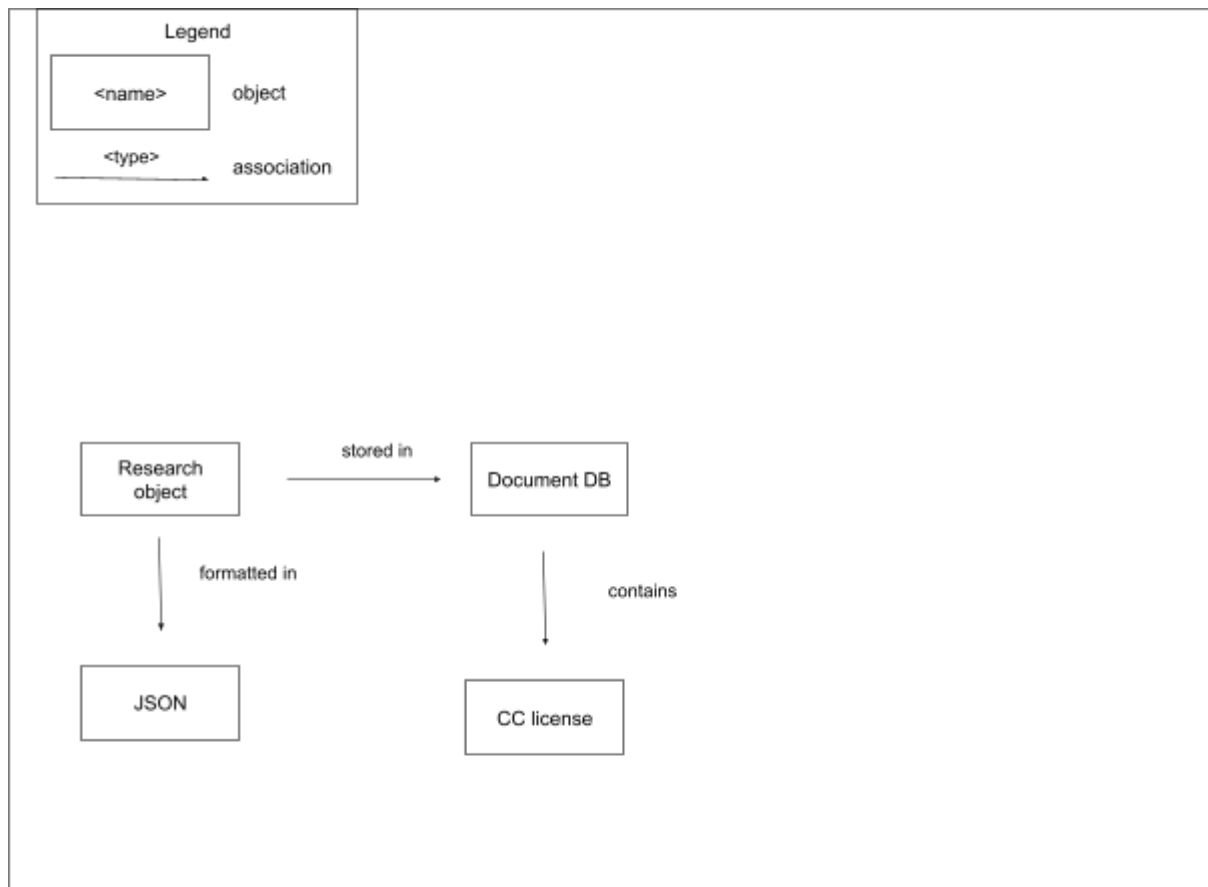 Legend
<name>
object
<type>
association
Research
object
stored in
Document DB
formatted in
contains
JSON
CC license